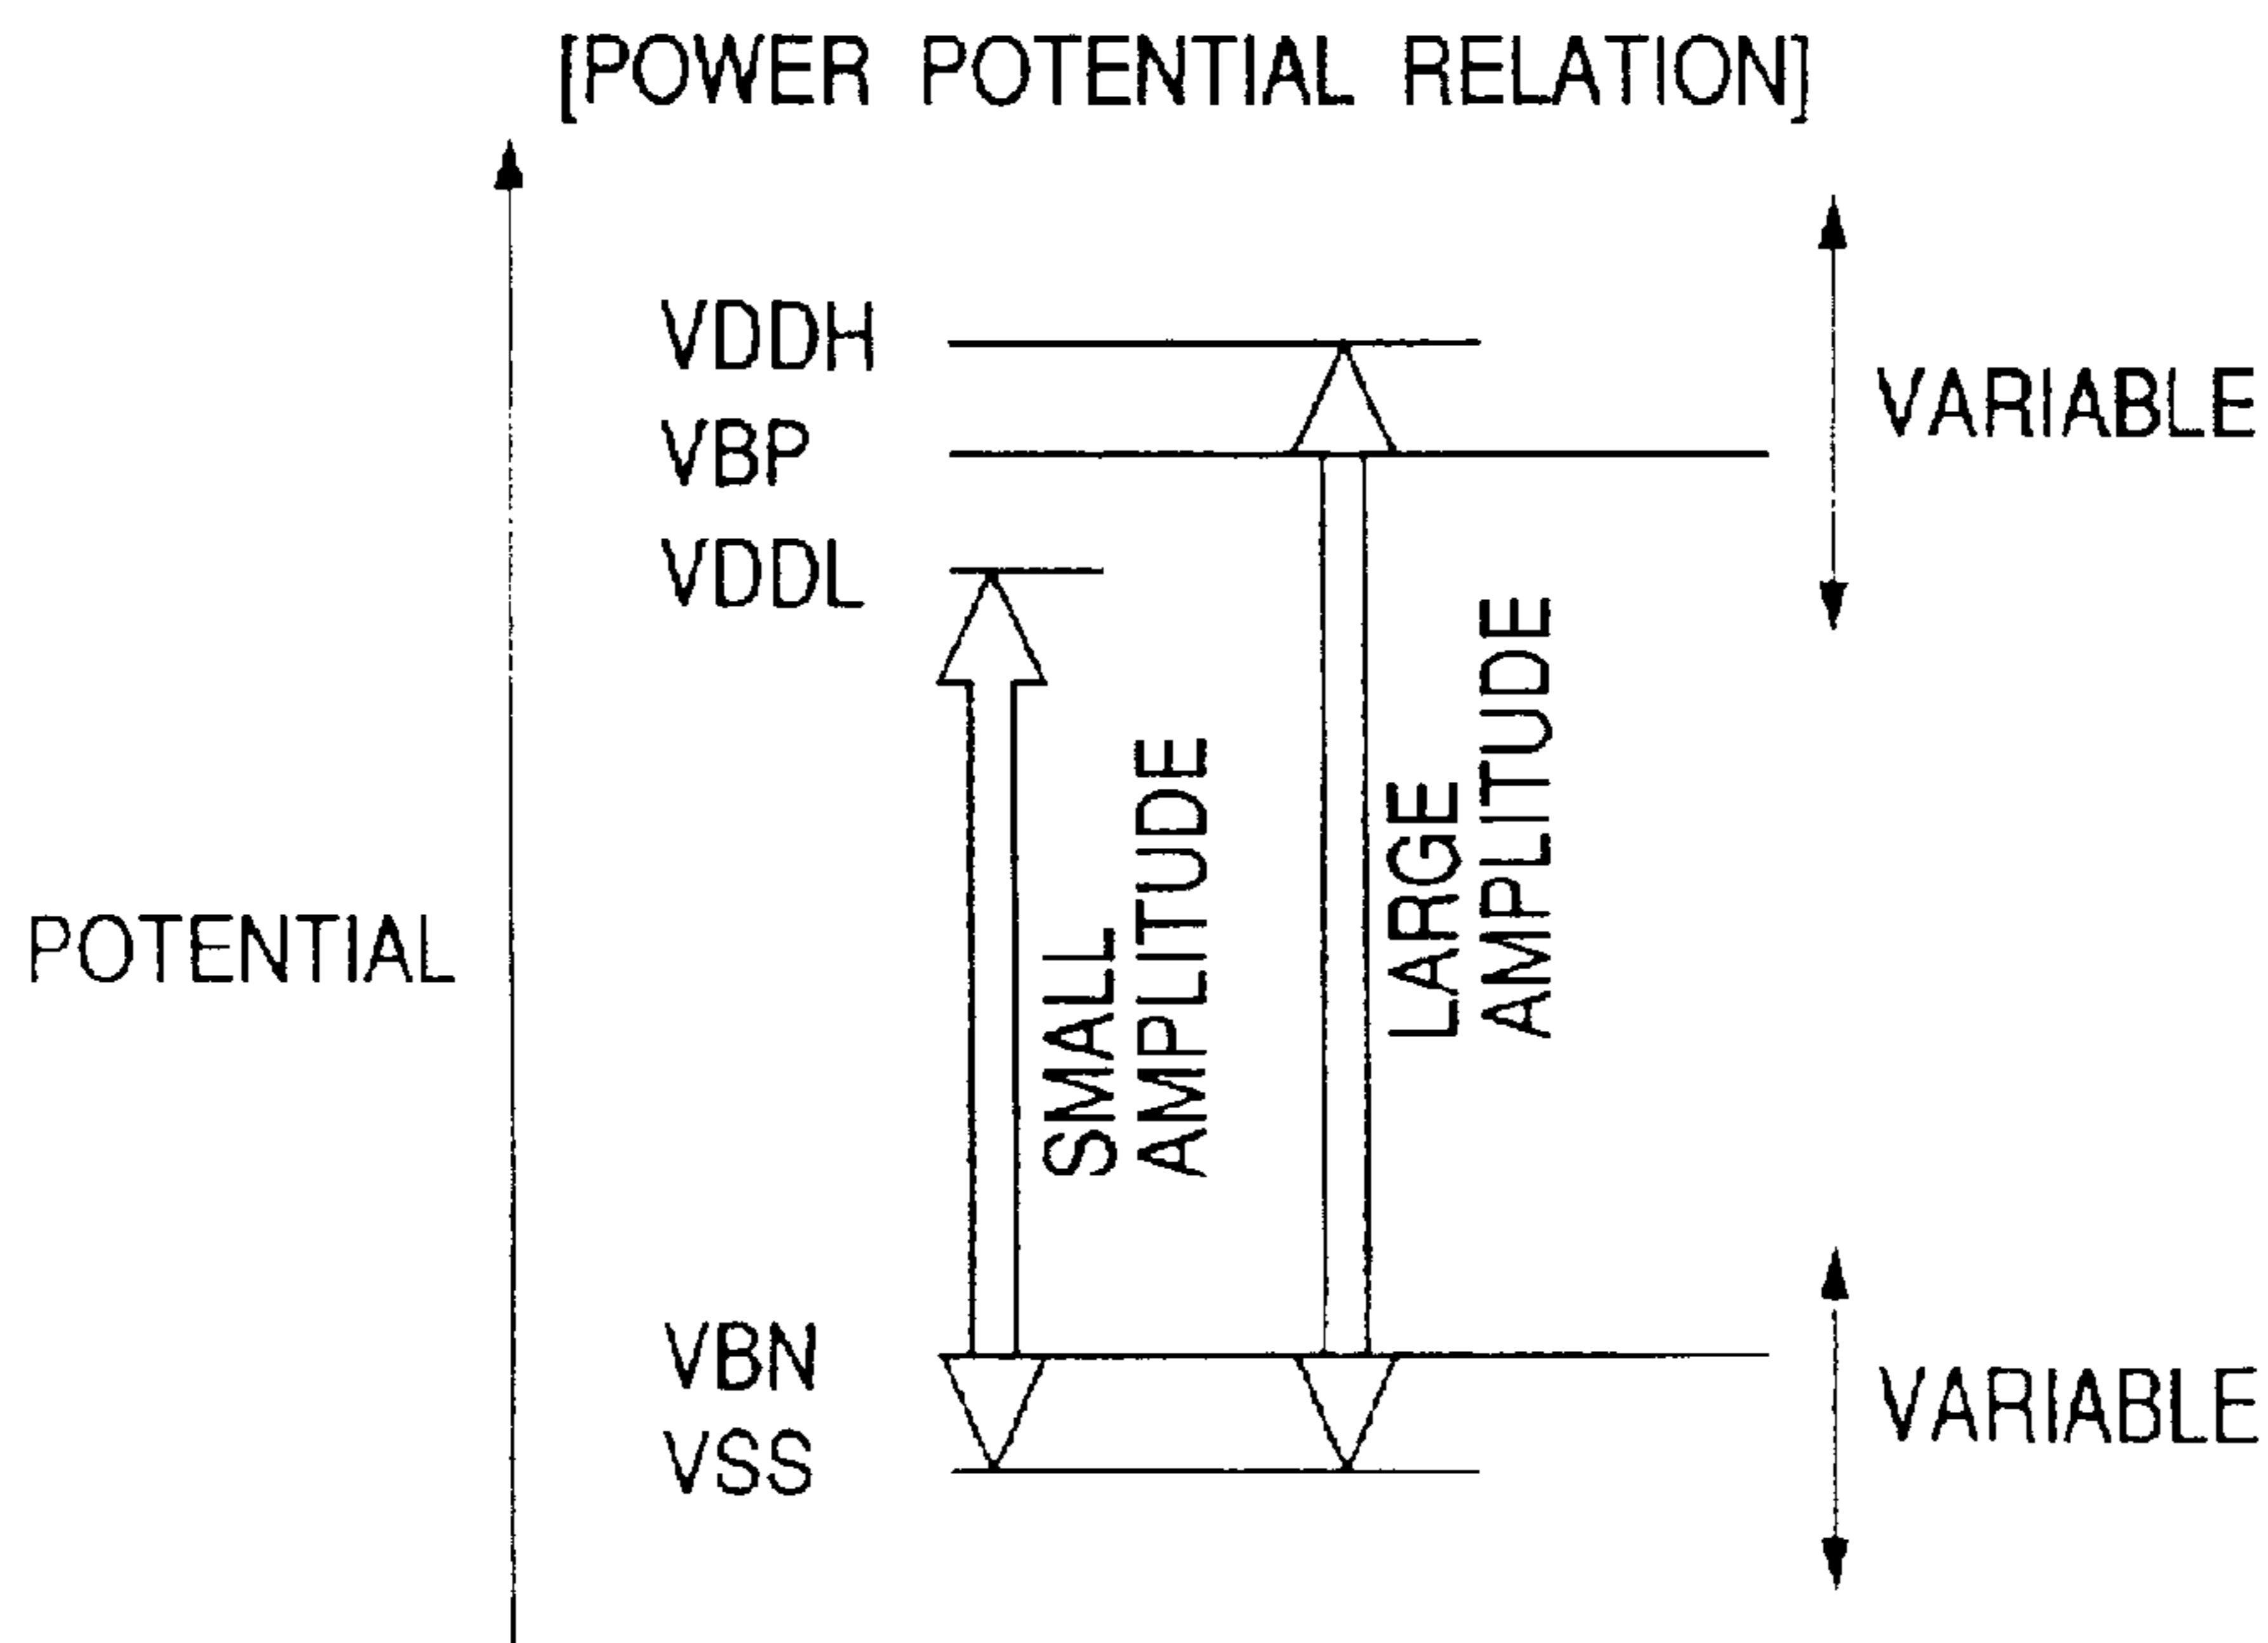 [POWER POTENTIAL RELATION]
VDDH
VBP
VDDL
VARIABLE
POTENTIAL
SMALL
AMPLITUDE
LARGE
AMPLITUDE
VBN
VSS
VARIABLE